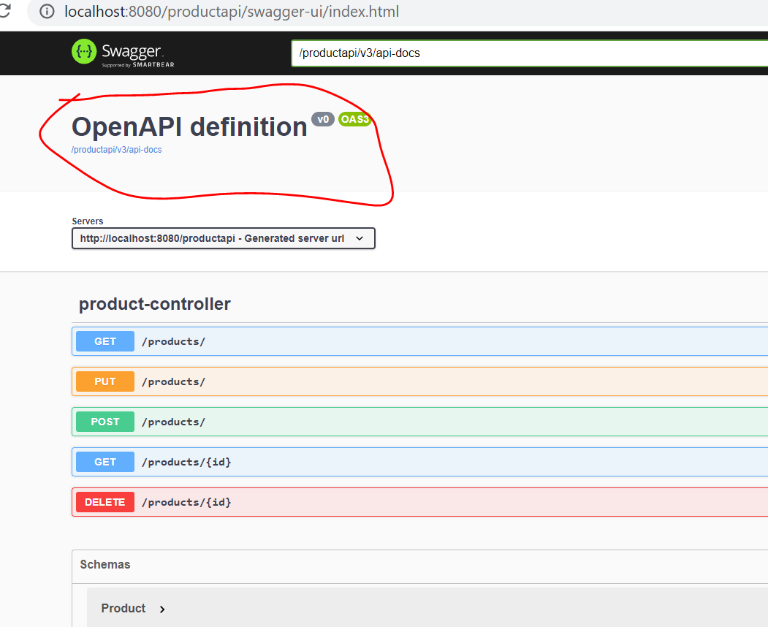 localhost:8080/productapi/swagger-ui/index.html
Swagger.
Supported by SMARTBEAR
/productapi/v3/api-docs
OpenAPI definition v0 OAS3
/productapi/v3/api-docs
Servers
http://localhost:8080/productapi - Generated server url
product-controller
GET /products/
PUT /products/
POST /products/
GET /products/{id}
DELETE /products/{id}
Schemas
Product